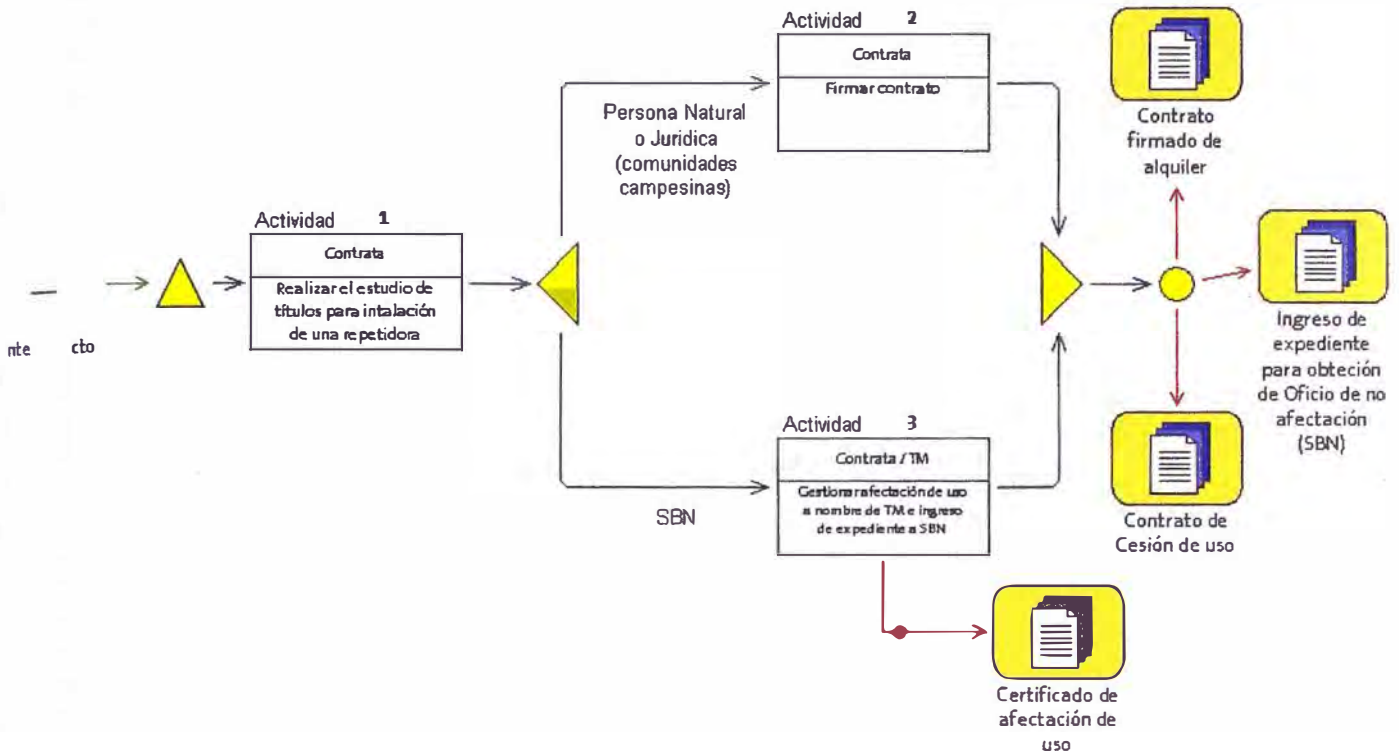 Actividad 2
Contrata
Firmar contrato
Persona Natural
o Juridica
(comunidades
campesinas)
Contrato
firmado de
alquiler
Actividad 1
Contrata
Realizar el estudio de
títulos para intalación
de una repetidora
nte cto
Ingreso de
expediente
para obteción
de Oficio de no
afectación
(SBN)
Actividad 3
Contrata / TM
Gestionar afectación de uso
a nombre de TM e ingreso
de expediente a SBN
SBN
Contrato de
Cesión de uso
Certificado de
afectación de
uso